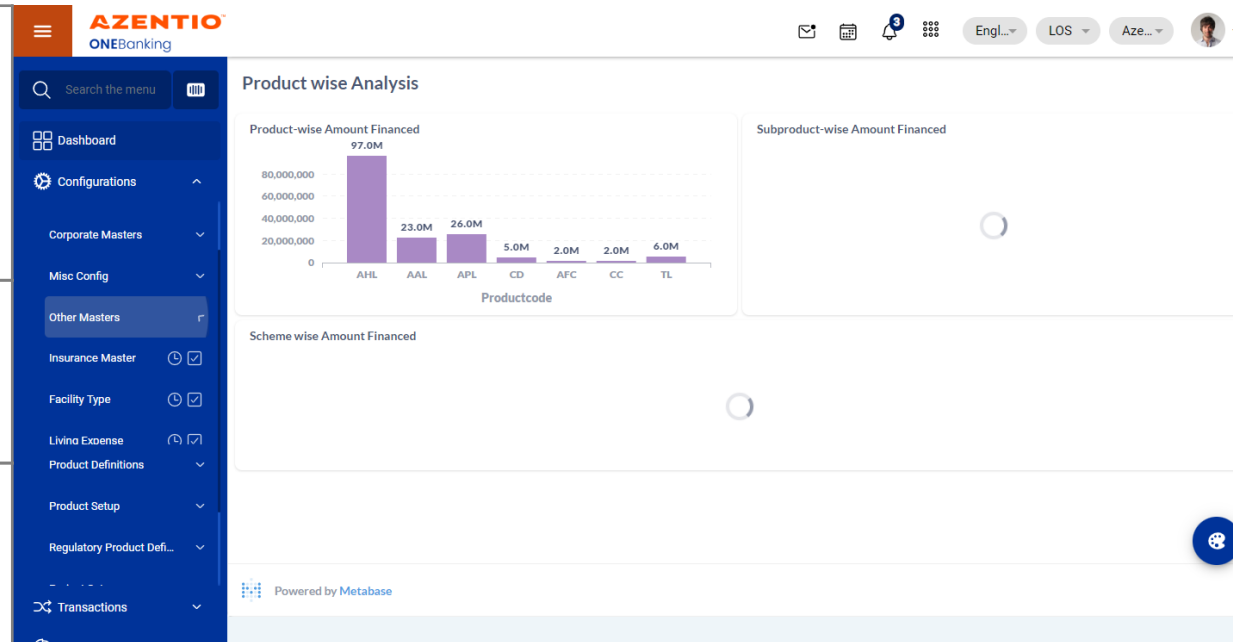 AZENTIO
ONEBanking
3
Engl...
LOS
Aze...
Search the menu
Dashboard
Configurations
Corporate Masters
Misc Config
Other Masters
Insurance Master
Facility Type
Living Expense
Product Definitions
Product Setup
Regulatory Product Defi...
Transactions
Product wise Analysis
Product-wise Amount Financed
97.0M
80,000,000
60,000,000
40,000,000
20,000,000
0
23.0M
26.0M
5.0M
2.0M
2.0M
6.0M
AHL AAL APL CD AFC CC TL
Productcode
Subproduct-wise Amount Financed
Scheme wise Amount Financed
Powered by Metabase